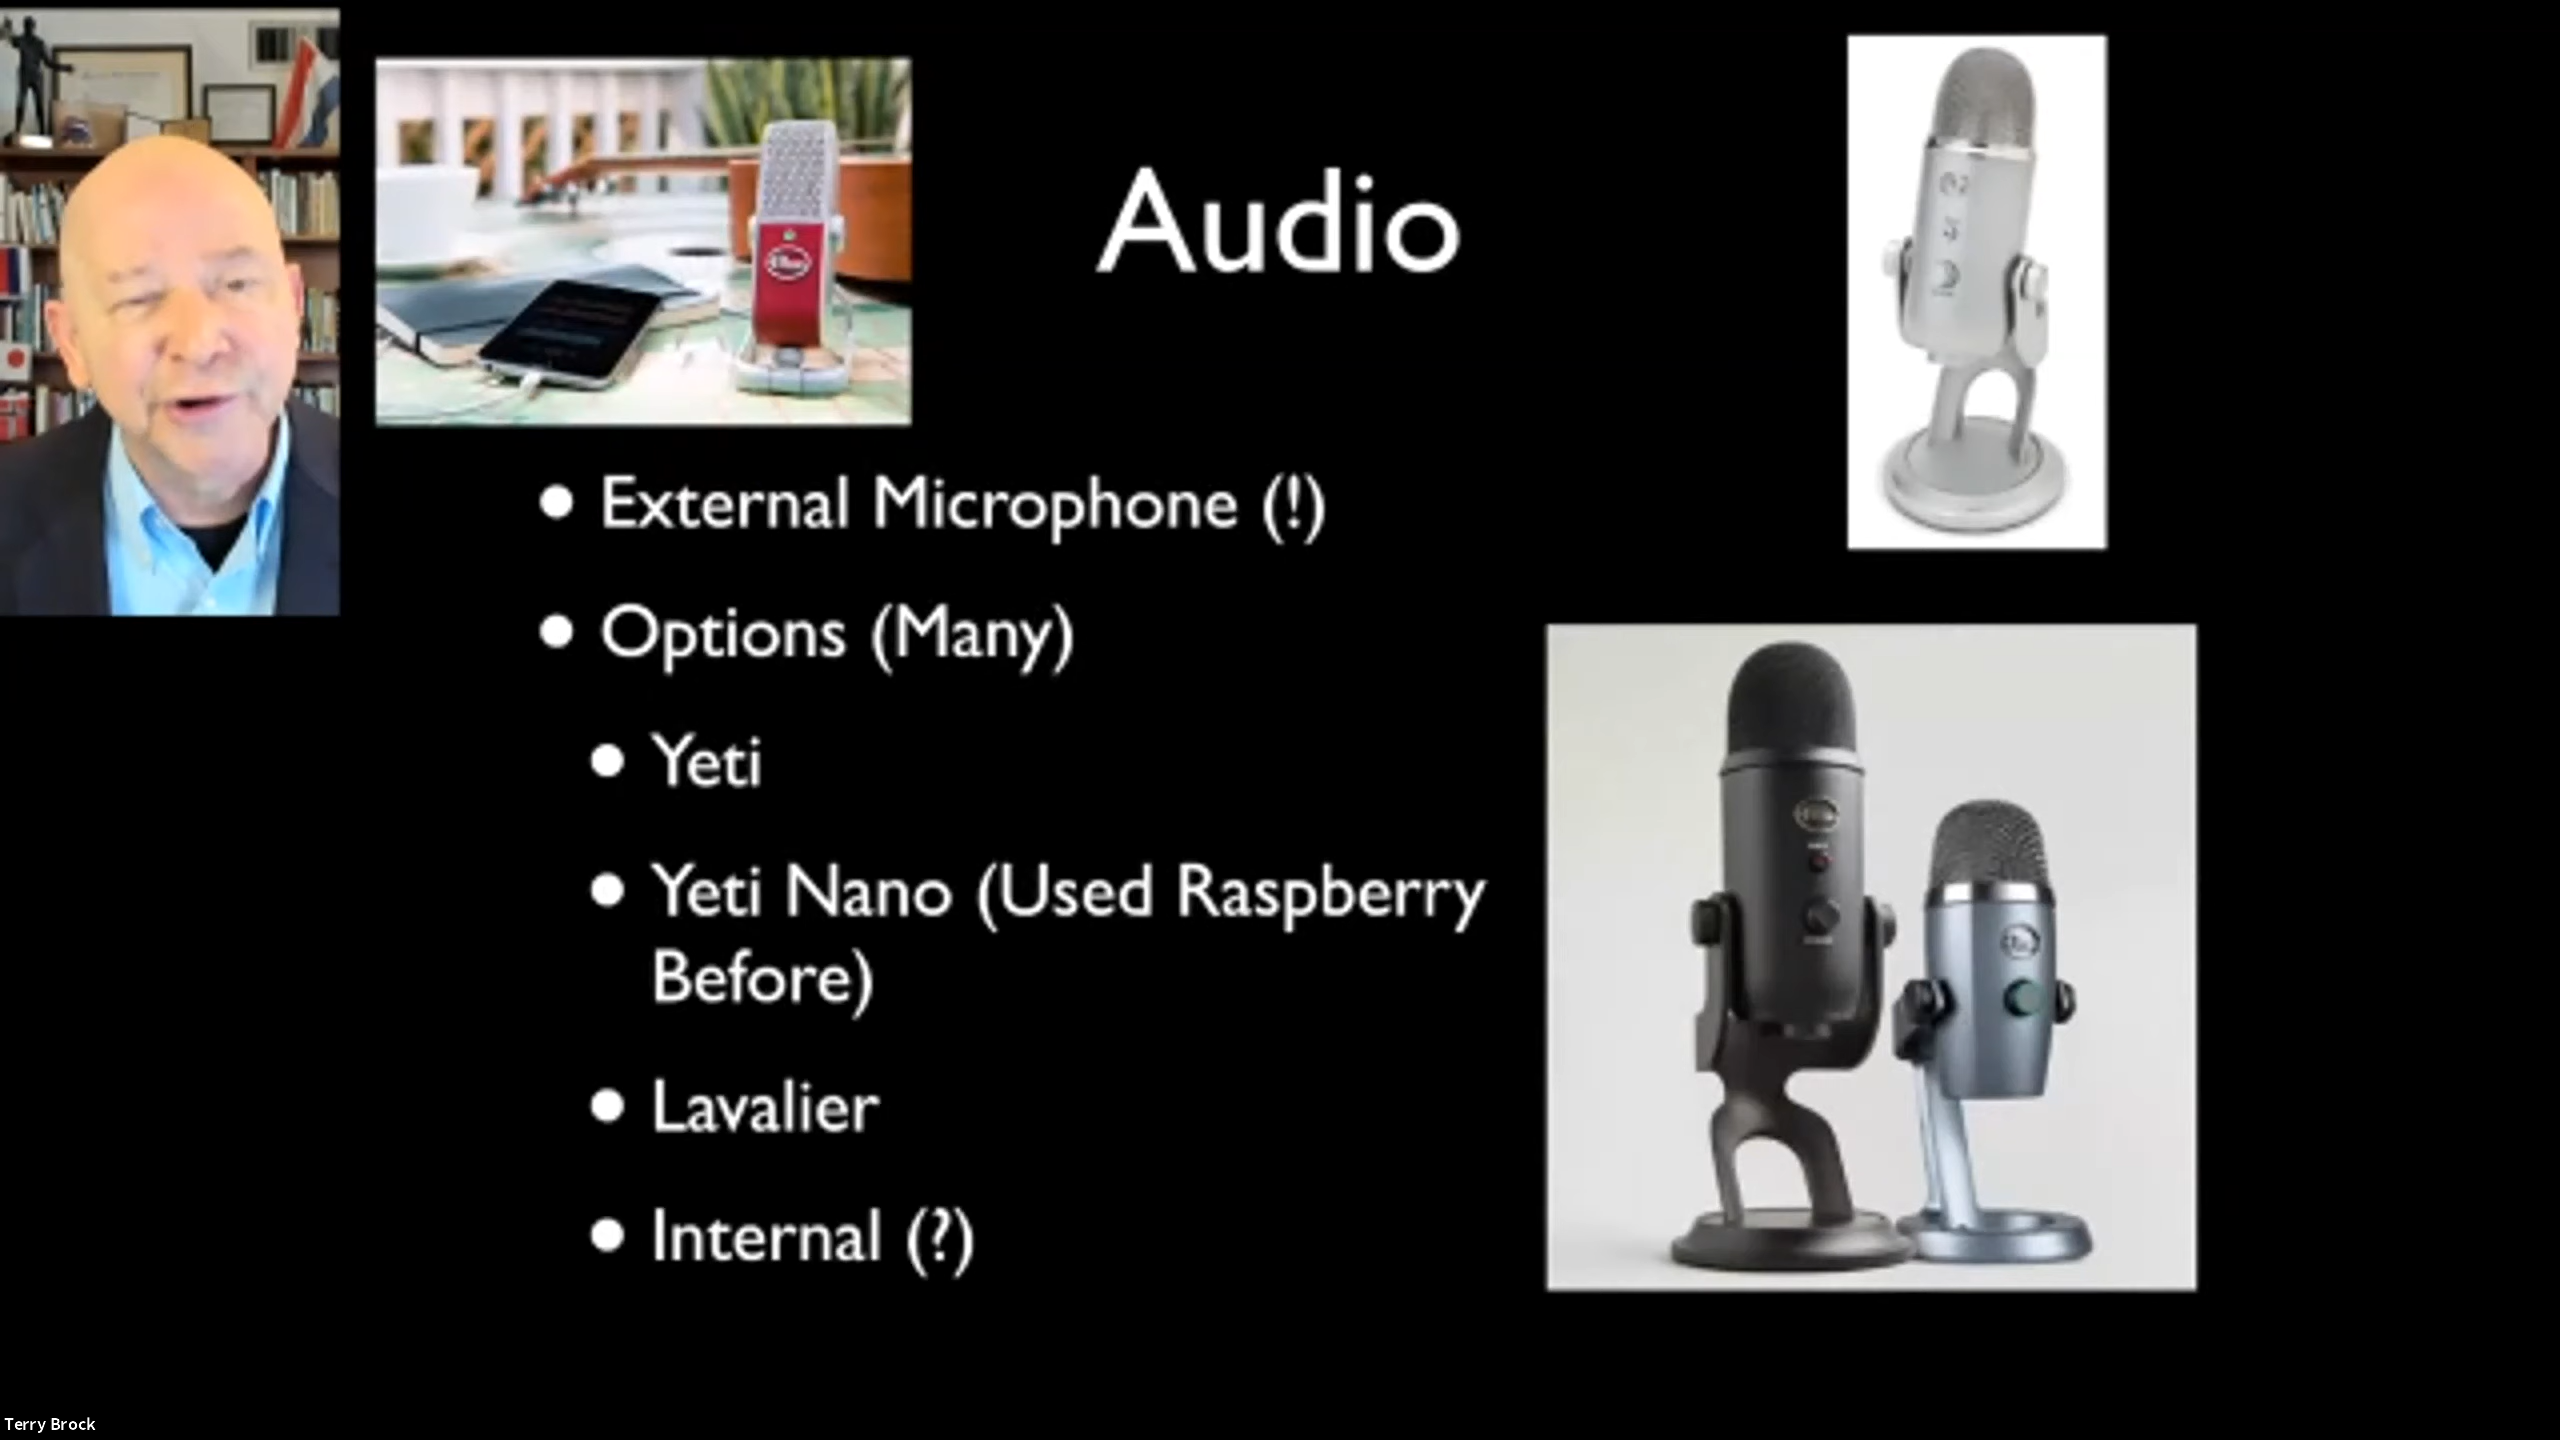 Audio
• External Microphone (!)
• Options (Many)
• Yeti
• Yeti Nano (Used Raspberry
Before)
• Lavalier
• Internal (?)
Terry Brock